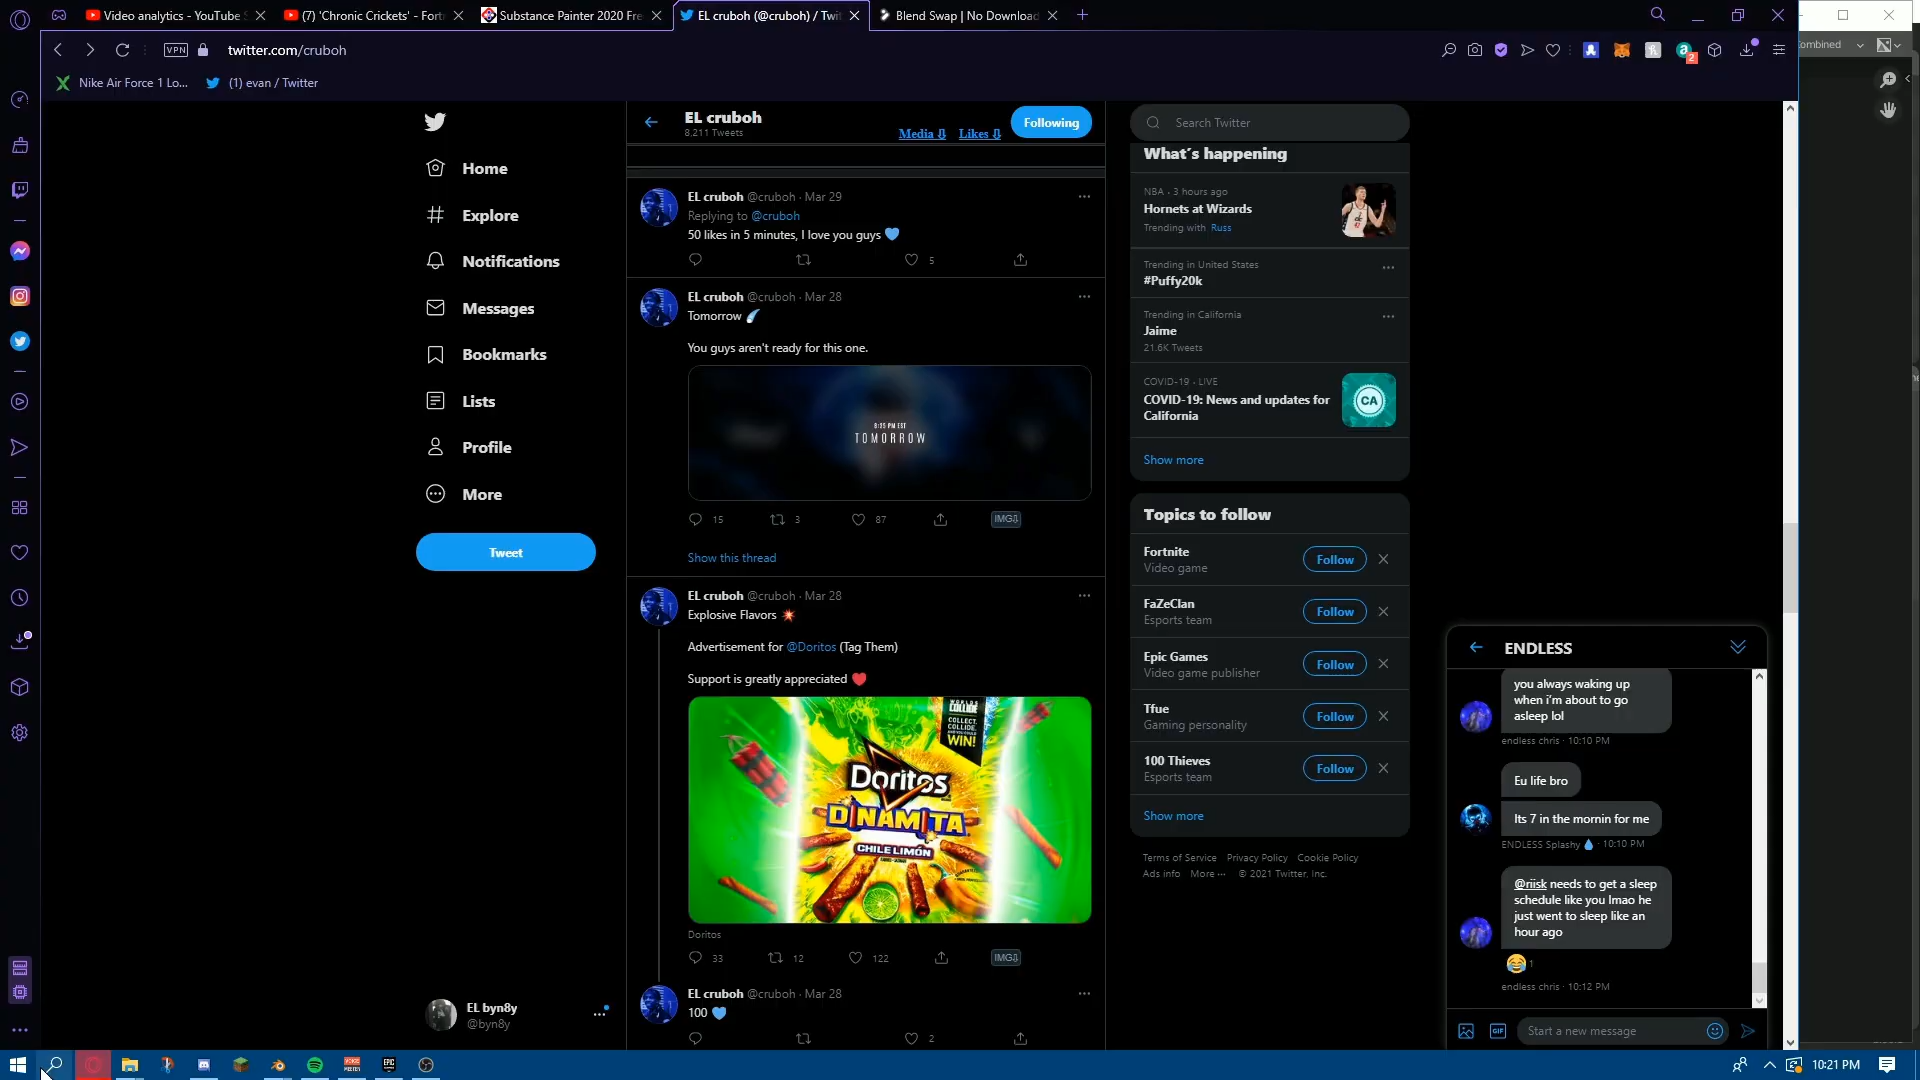 Video analytics - YouTube S
(7) 'Chronic Crickets' - Fort
Substance Painter 2020 Fre
EL cruboh (@cruboh) / Twit
Blend Swap | No Download
VPN
twitter.com/cruboh
2
Nike Air Force 1 Lo...
(1) evan / Twitter
Home
Explore
Notifications
Messages
Bookmarks
Lists
Profile
More
Tweet
EL byn8y
@byn8y
EL cruboh
8,211 Tweets
Media
Likes
Following
EL cruboh @cruboh · Mar 29
Replying to @cruboh
50 likes in 5 minutes, I love you guys 💙
5
EL cruboh @cruboh · Mar 28
Tomorrow
You guys aren't ready for this one.
8:35 PM EST
TOMORROW
15
3
87
IMG⇩
Show this thread
EL cruboh @cruboh · Mar 28
Explosive Flavors 💥
Advertisement for @Doritos (Tag Them)
Support is greatly appreciated ❤️
WORLDS
COLLIDE
COLLECT.
COLLIDE.
WIN!
Doritos
DINAMITA
CHILE LIMÓN
Doritos
33
12
122
IMG⇩
EL cruboh @cruboh · Mar 28
100 💙
2
Search Twitter
What's happening
NBA · 3 hours ago
Hornets at Wizards
Trending with Russ
Trending in United States
#Puffy20k
Trending in California
Jaime
21.6K Tweets
COVID-19 · LIVE
COVID-19: News and updates for
California
CA
Show more
Topics to follow
Fortnite
Video game
Follow
FaZeClan
Esports team
Follow
Epic Games
Video game publisher
Follow
Tfue
Gaming personality
Follow
100 Thieves
Esports team
Follow
Show more
Terms of Service Privacy Policy Cookie Policy
Ads info More ··· © 2021 Twitter, Inc.
ENDLESS
you always waking up
when i'm about to go
asleep lol
endless chris · 10:10 PM
Eu life bro
Its 7 in the mornin for me
ENDLESS Splashy 💧 · 10:10 PM
@riisk needs to get a sleep
schedule like you lmao he
just went to sleep like an
hour ago
😂 1
endless chris · 10:12 PM
GIF
Start a new message
ombined
EPIC
10:21 PM